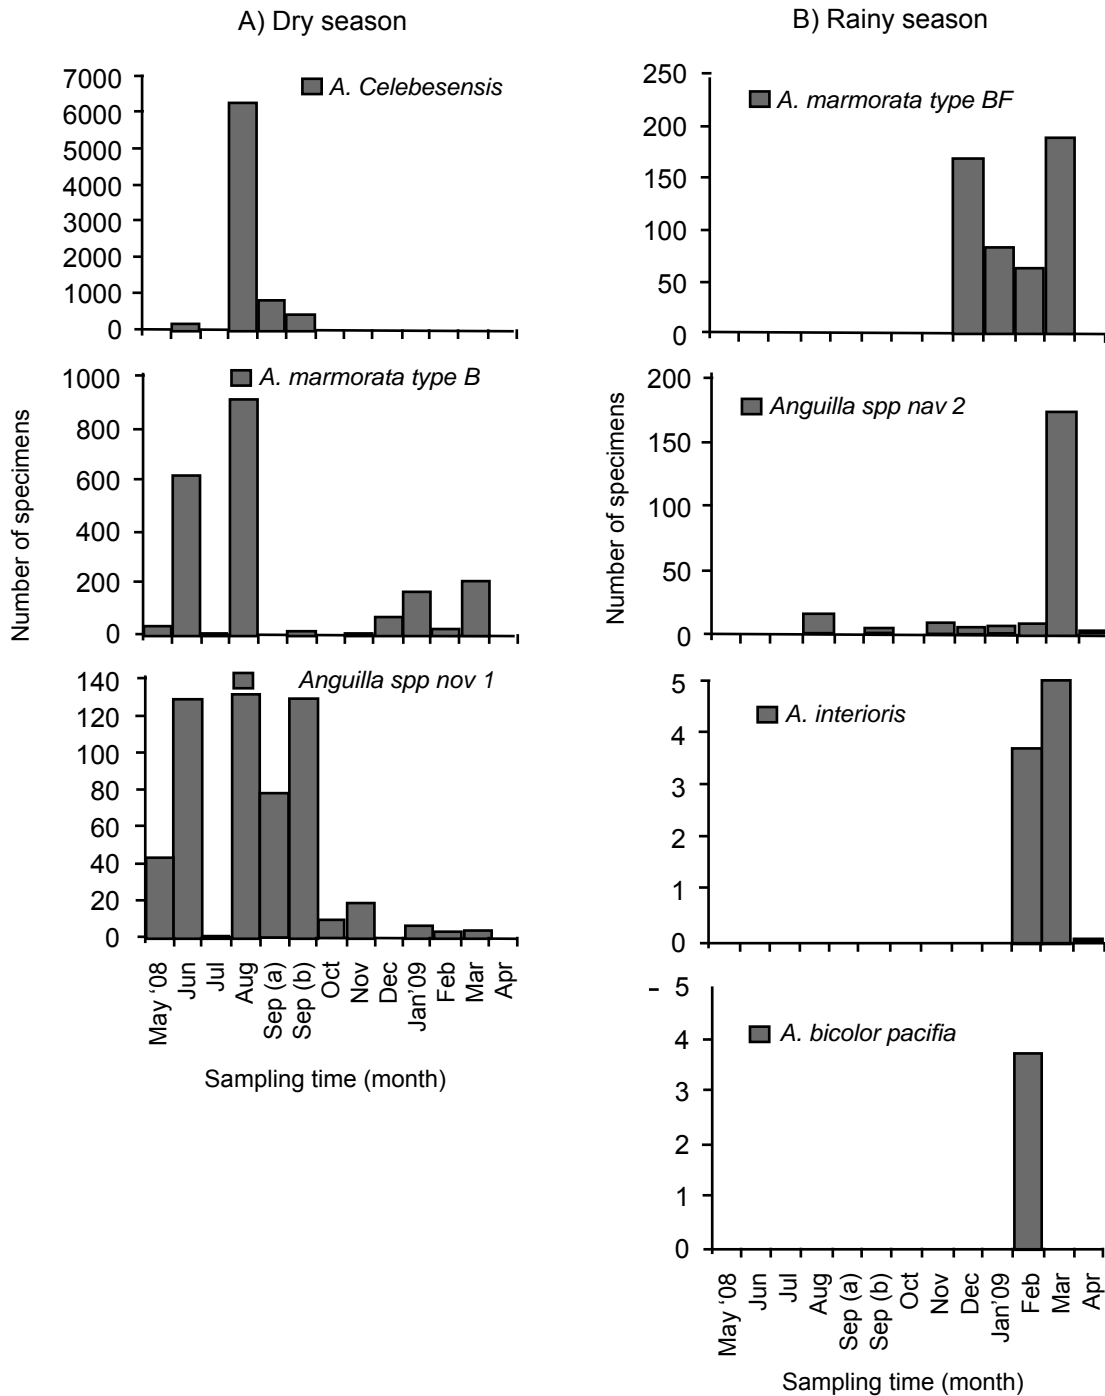 A) Dry season
7000
6000
5000
4000
3000
2000
1000
0
A. Celebesensis
1000
800
600
400
200
0
A. marmorata type B
Number of specimens
140
120
100
80
60
40
20
0
Anguilla spp nov 1
May ‘08
Jun
Jul
Aug
Sep (a)
Sep (b)
Oct
Nov
Dec
Jan'09
Feb
Mar
Apr
Sampling time (month)
B) Rainy season
250
200
150
100
50
0
A. marmorata type BF
200
150
100
50
0
Anguilla spp nav 2
Number of specimens
5
4
3
2
1
0
A. interioris
5
4
3
2
1
0
A. bicolor pacifia
May ‘08
Jun
Jul
Aug
Sep (a)
Sep (b)
Oct
Nov
Dec
Jan'09
Feb
Mar
Apr
Sampling time (month)